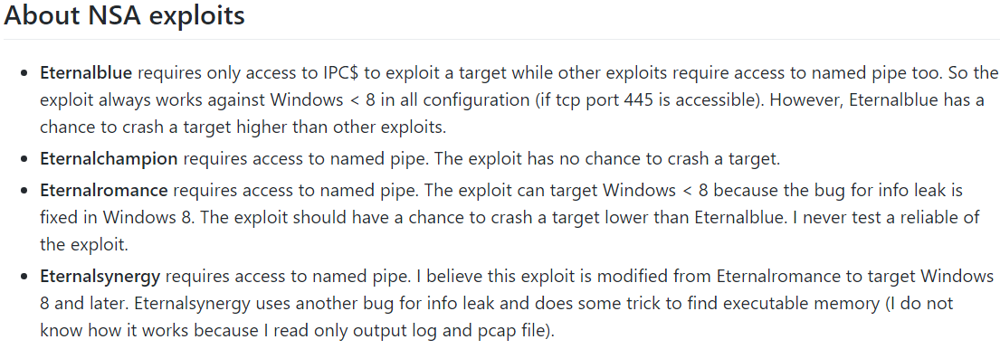 About NSA exploits
• Eternalblue requires only access to IPC$ to exploit a target while other exploits require access to named pipe too. So the
exploit always works against Windows < 8 in all configuration (if tcp port 445 is accessible). However, Eternalblue has a
chance to crash a target higher than other exploits.
• Eternalchampion requires access to named pipe. The exploit has no chance to crash a target.
• Eternalromance requires access to named pipe. The exploit can target Windows < 8 because the bug for info leak is
fixed in Windows 8. The exploit should have a chance to crash a target lower than Eternalblue. I never test a reliable of
the exploit.
• Eternalsynergy requires access to named pipe. I believe this exploit is modified from Eternalromance to target Windows
8 and later. Eternalsynergy uses another bug for info leak and does some trick to find executable memory (I do not
know how it works because I read only output log and pcap file).